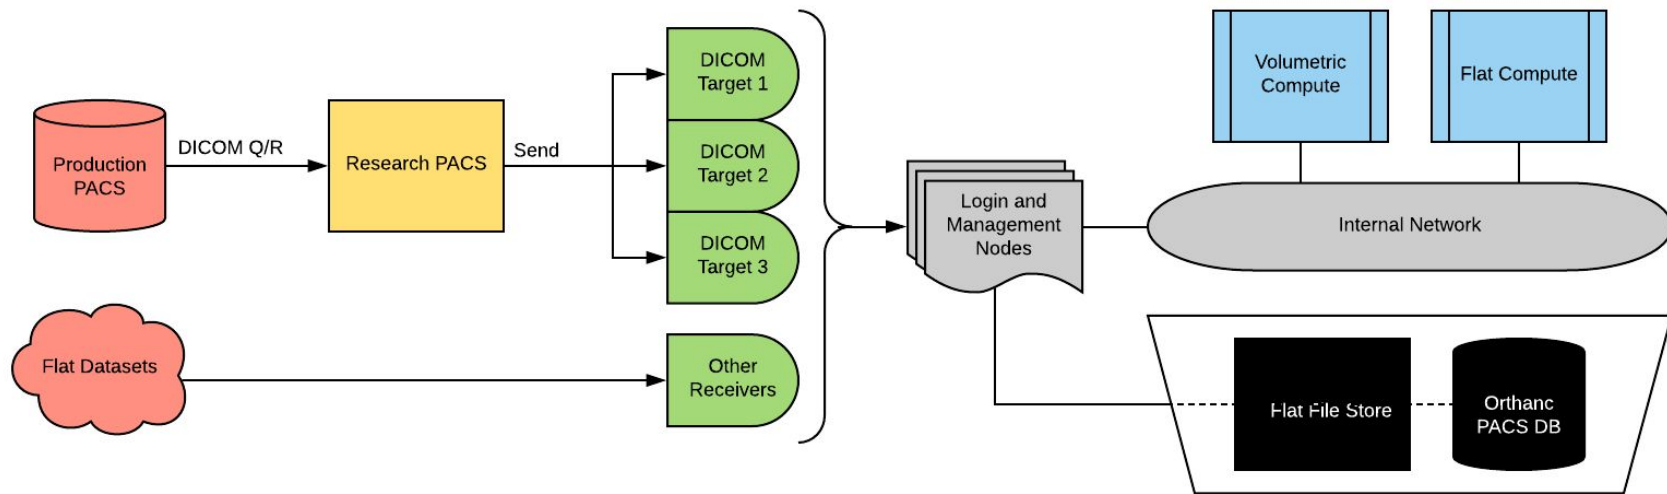 Production
PACS
DICOM Q/R
Research PACS
Send
DICOM
Target 1
DICOM
Target 2
DICOM
Target 3
Flat Datasets
Other
Receivers
Login and
Management
Nodes
Volumetric
Compute
Flat Compute
Internal Network
Flat File Store
Orthanc
PACS DB